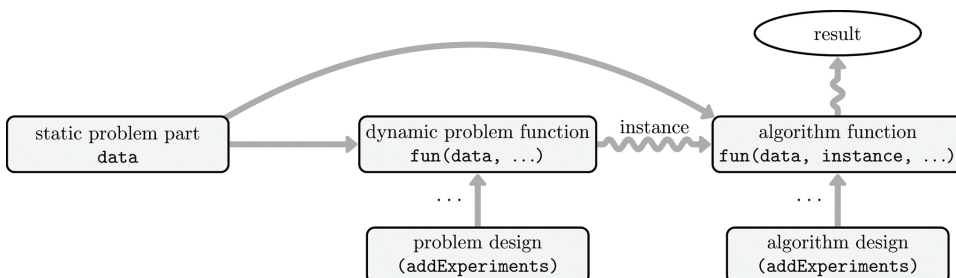 result
static problem part
data
dynamic problem function
fun(data, ...)
instance
algorithm function
fun(data, instance, ...)
...
...
problem design
(addExperiments)
algorithm design
(addExperiments)